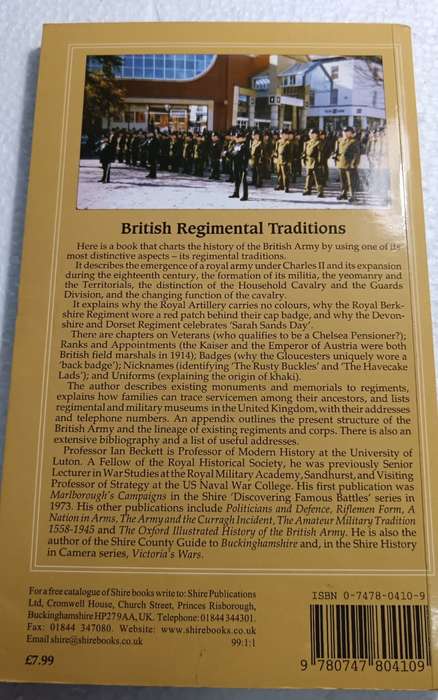 British Regimental Traditions
Here is a book that charts the history of the British Army by using one of its
most distinctive aspects – its regimental traditions.
It describes the emergence of a royal army under Charles II and its expansion
during the eighteenth century, the formation of its militia, the yeomanry and
the Territorials, the distinction of the Household Cavalry and the Guards
Division, and the changing function of the cavalry.
It explains why the Royal Artillery carries no colours, why the Royal Berk-
shire Regiment wore a red patch behind their cap badge, and why the Devon-
shire and Dorset Regiment celebrates 'Sarah Sands Day'.
There are chapters on Veterans (who qualifies to be a Chelsea Pensioner?);
Ranks and Appointments (the Kaiser and the Emperor of Austria were both
British field marshals in 1914); Badges (why the Gloucesters uniquely wore a
'back badge'); Nicknames (identifying 'The Rusty Buckles' and 'The Havecake
Lads'); and Uniforms (explaining the origin of khaki).
The author describes existing monuments and memorials to regiments,
explains how families can trace servicemen among their ancestors, and lists
regimental and military museums in the United Kingdom, with their addresses
and telephone numbers. An appendix outlines the present structure of the
British Army and the lineage of existing regiments and corps. There is also an
extensive bibliography and a list of useful addresses.
Professor Ian Beckett is Professor of Modern History at the University of
Luton. A Fellow of the Royal Historical Society, he was previously Senior
Lecturer in War Studies at the Royal Military Academy, Sandhurst, and Visiting
Professor of Strategy at the US Naval War College. His first publication was
Marlborough's Campaigns in the Shire 'Discovering Famous Battles' series in
1973. His other publications include Politicians and Defence, Riflemen Form, A
Nation in Arms, The Army and the Curragh Incident, The Amateur Military Tradition
1558-1945 and The Oxford Illustrated History of the British Army. He is also the
author of the Shire County Guide to Buckinghamshire and, in the Shire History
in Camera series, Victoria's Wars.
For a free catalogue of Shire books write to: Shire Publications
Ltd, Cromwell House, Church Street, Princes Risborough,
Buckinghamshire HP27 9AA, UK. Telephone: 01844 344301.
Fax: 01844 347080. Website: www.shirebooks.co.uk
Email shire@shirebooks.co.uk 99:1:1
£7.99
ISBN 0-7478-0410-9
9 780747 804109